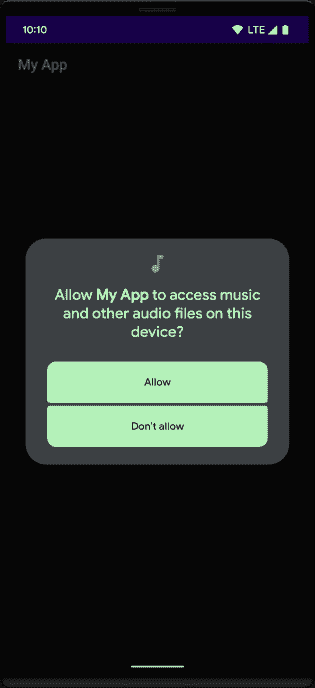 10:10
LTE
My App
Allow My App to access music
and other audio files on this
device?
Allow
Don't allow